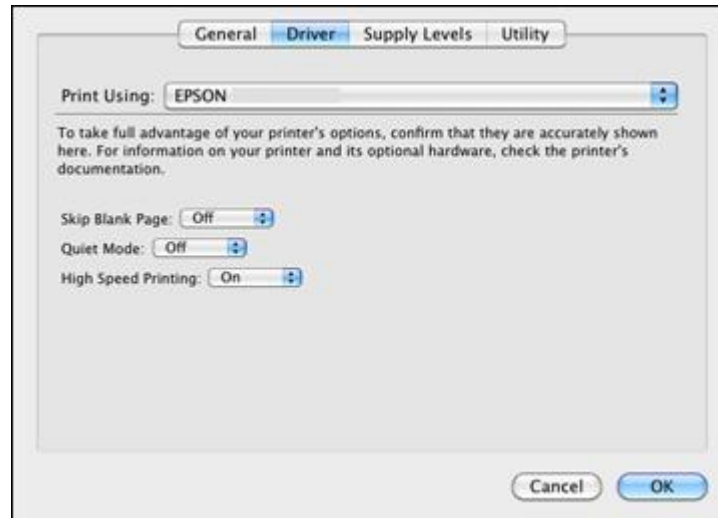 General Driver Supply Levels Utility
Print Using: EPSON
To take full advantage of your printer's options, confirm that they are accurately shown
here. For information on your printer and its optional hardware, check the printer's
documentation.
Skip Blank Page: Off
Quiet Mode: Off
High Speed Printing: On
Cancel OK